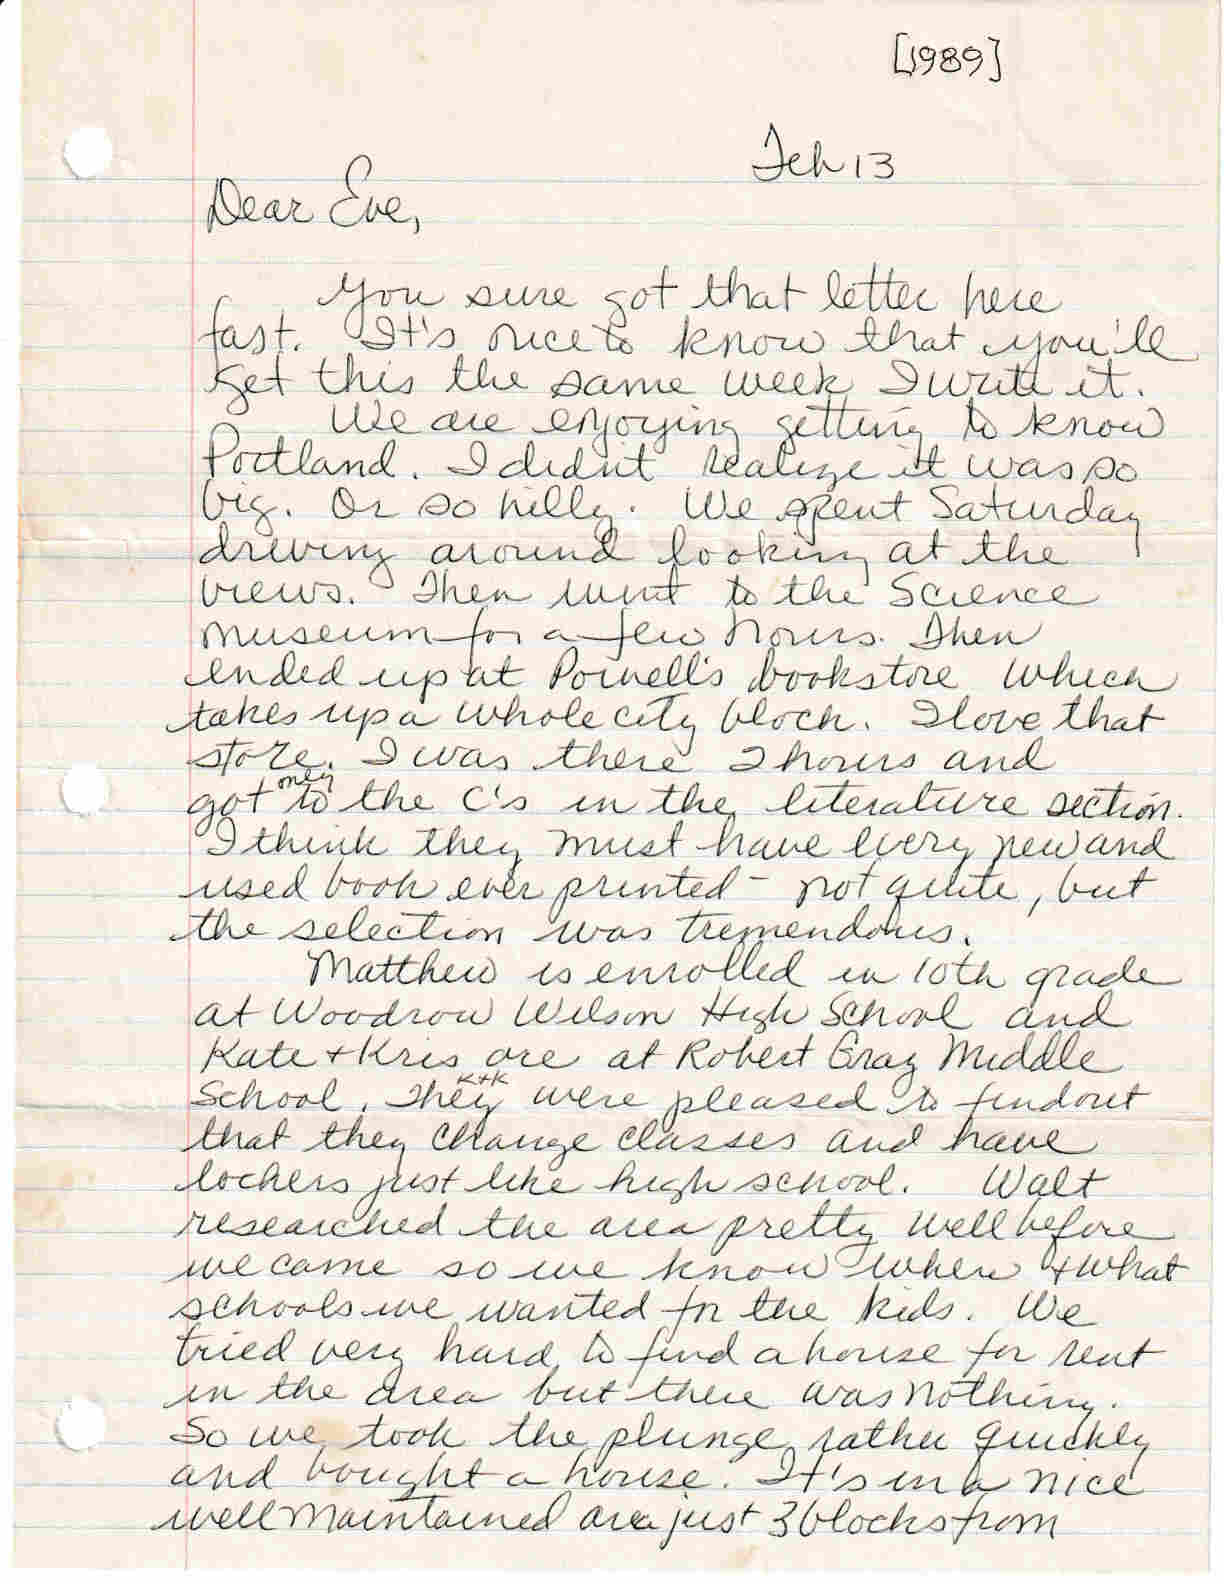 [1989]
Feb 13
Dear Eve,
You sure got that letter here
fast. It's nice to know that you'll
get this the same week I write it.
We are enjoying getting to know
Portland. I didn't realize it was so
big. Or so hilly. We spent Saturday
driving around looking at the
views. Then went to the Science
Museum for a few hours. Then
ended up at Powell's bookstore which
takes up a whole city block. I love that
store. I was there 2 hours and
got only to the C's in the literature section.
I think they must have every new and
used book ever printed - not quite, but
the selection was tremendous.
Matthew is enrolled in 10th grade
at Woodrow Wilson High School and
Kate + Kris are at Robert Gray Middle
School. They K+K were pleased to find out
that they change classes and have
lockers just like high school. Walt
researched the area pretty well before
we came so we know where + what
schools we wanted for the kids. We
tried very hard to find a house for rent
in the area but there was nothing.
So we took the plunge rather quickly
and bought a house. It's in a nice
well maintained area just 3 blocks from